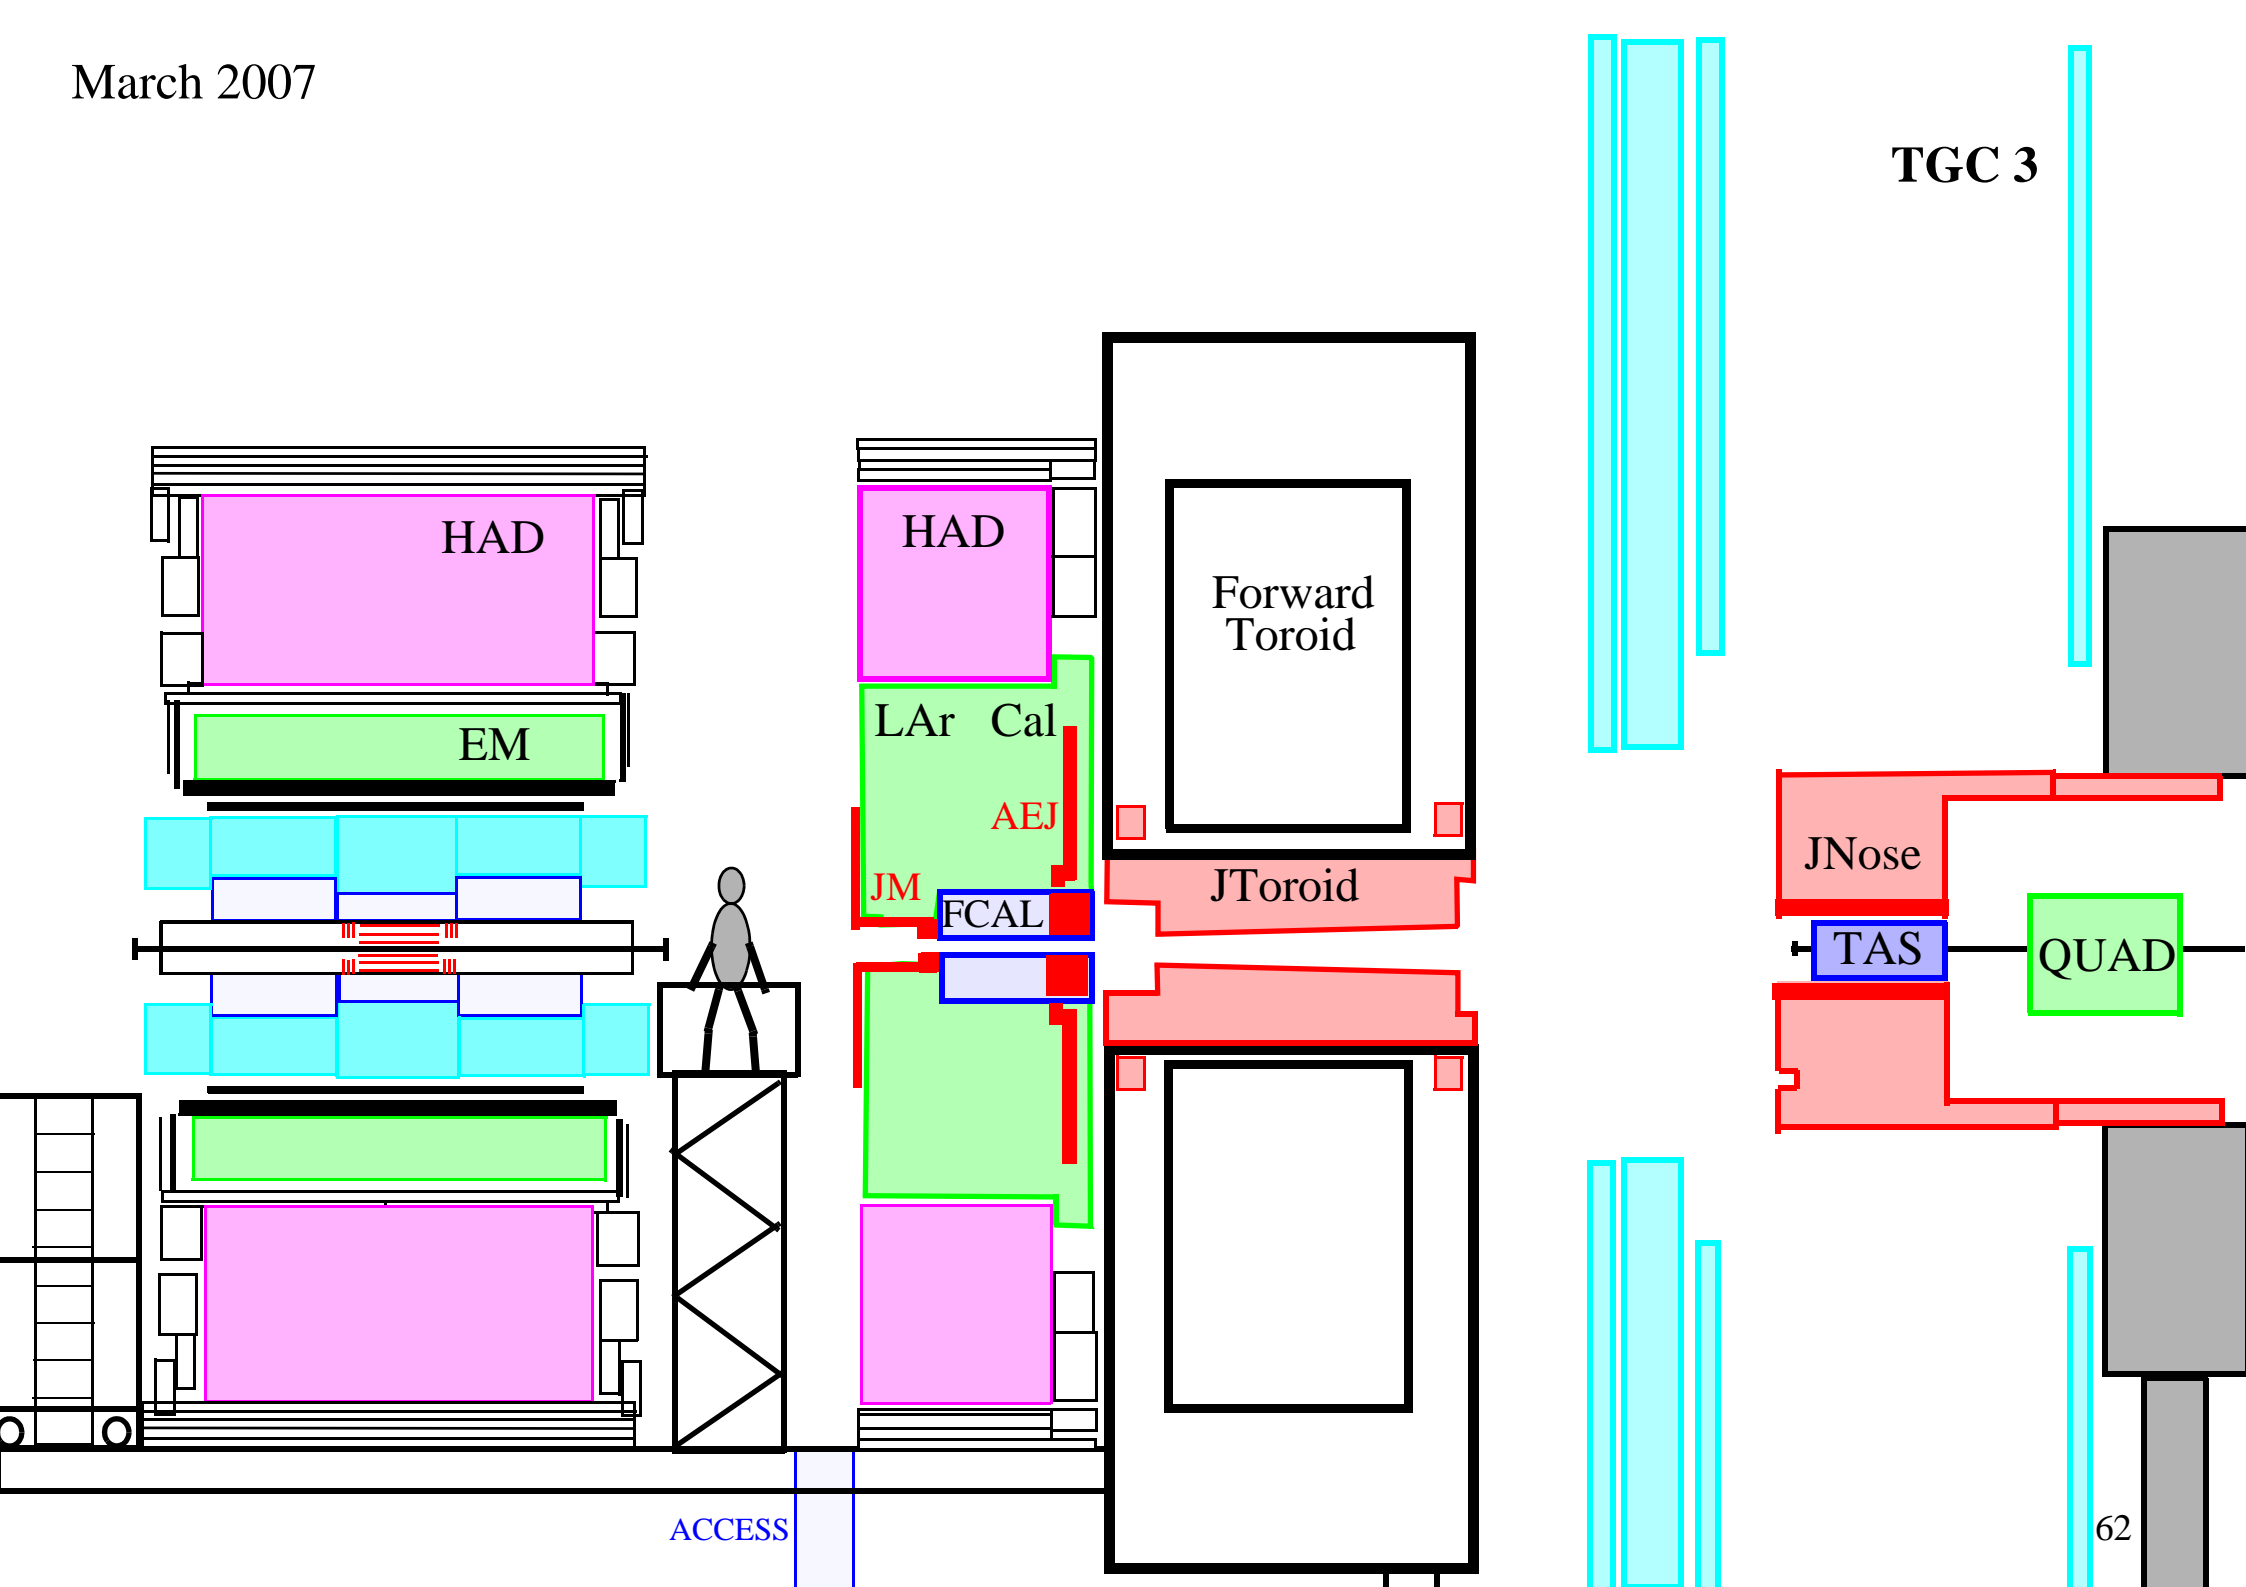 March 2007
TGC 3
HAD
HAD
Forward
Toroid
LAr Cal
EM
AEJ
JM
JToroid
JNose
FCAL
TAS
QUAD
ACCESS
62